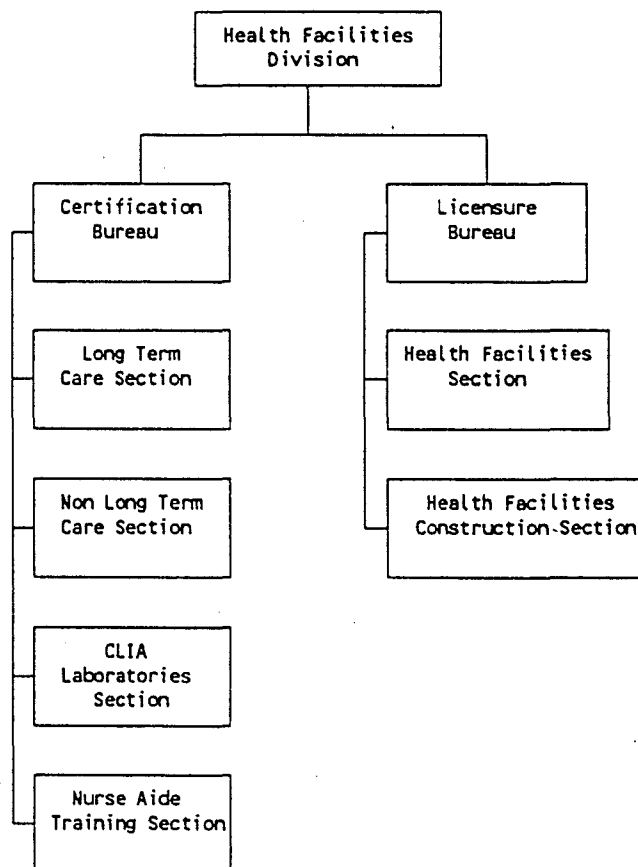 Health Facilities
Division
Certification
Bureau
Long Term
Care Section
Non Long Term
Care Section
CLIA
Laboratories
Section
Nurse Aide
Training Section
Licensure
Bureau
Health Facilities
Section
Health Facilities
Construction Section